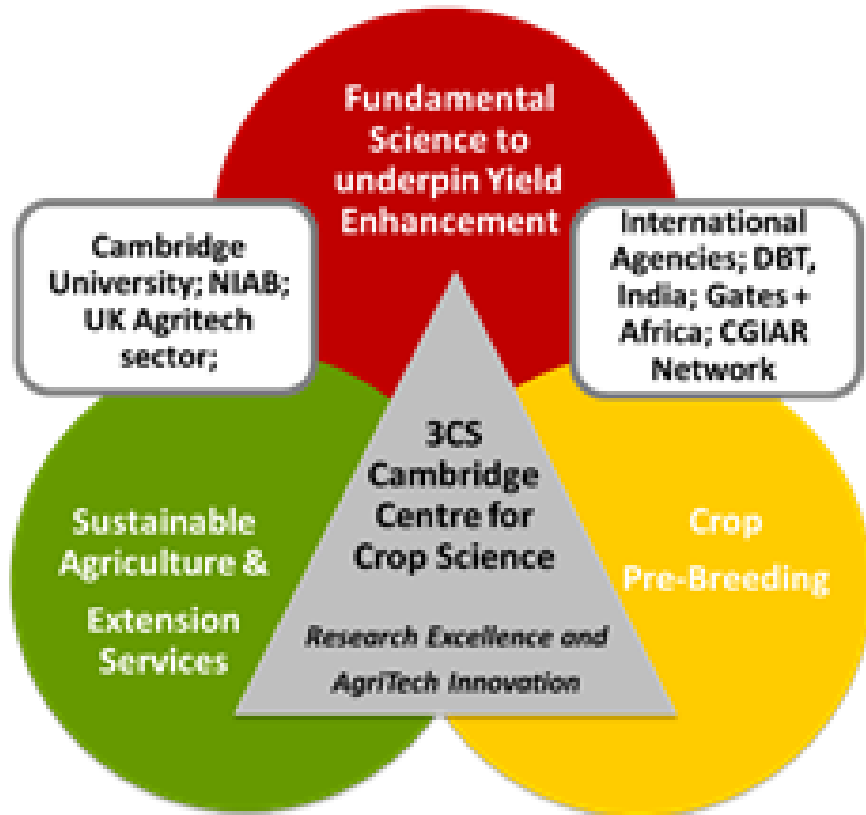 Fundamental
Science to
underpin Yield
Enhancement
Cambridge
University; NIAB;
UK Agritech
sector;
International
Agencies; DBT,
India; Gates +
Africa; CGIAR
Network
3CS
Cambridge
Centre for
Crop Science
Research Excellence and
AgriTech Innovation
Sustainable
Agriculture &
Extension
Services
Crop
Pre-Breeding